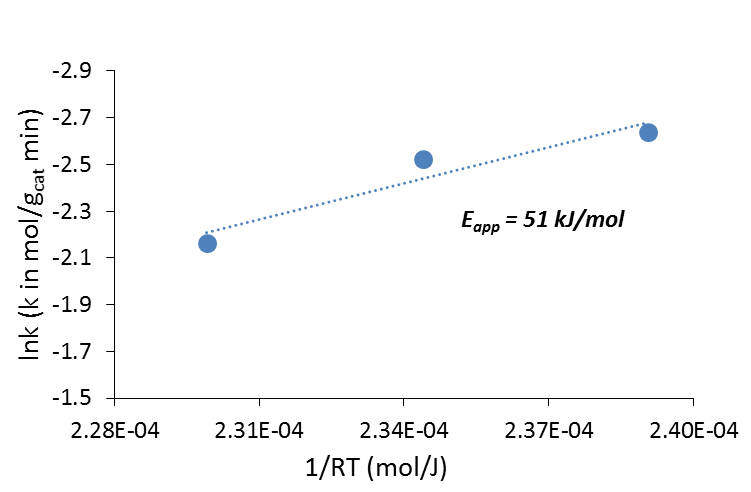 -2.9
-2.7
-2.5
-2.3
-2.1
-1.9
-1.7
-1.5
lnk (k in mol/gcat min)
Eapp = 51 kJ/mol
2.28E-04 2.31E-04 2.34E-04 2.37E-04 2.40E-04
1/RT (mol/J)